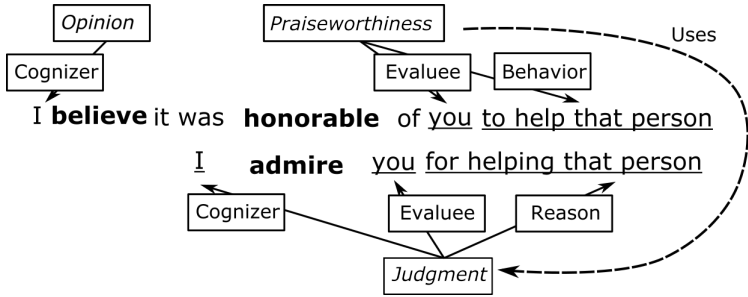 Opinion
Praiseworthiness
Uses
Cognizer
Evaluee
Behavior
I believe it was honorable of you to help that person
I admire you for helping that person
Cognizer
Evaluee
Reason
Judgment